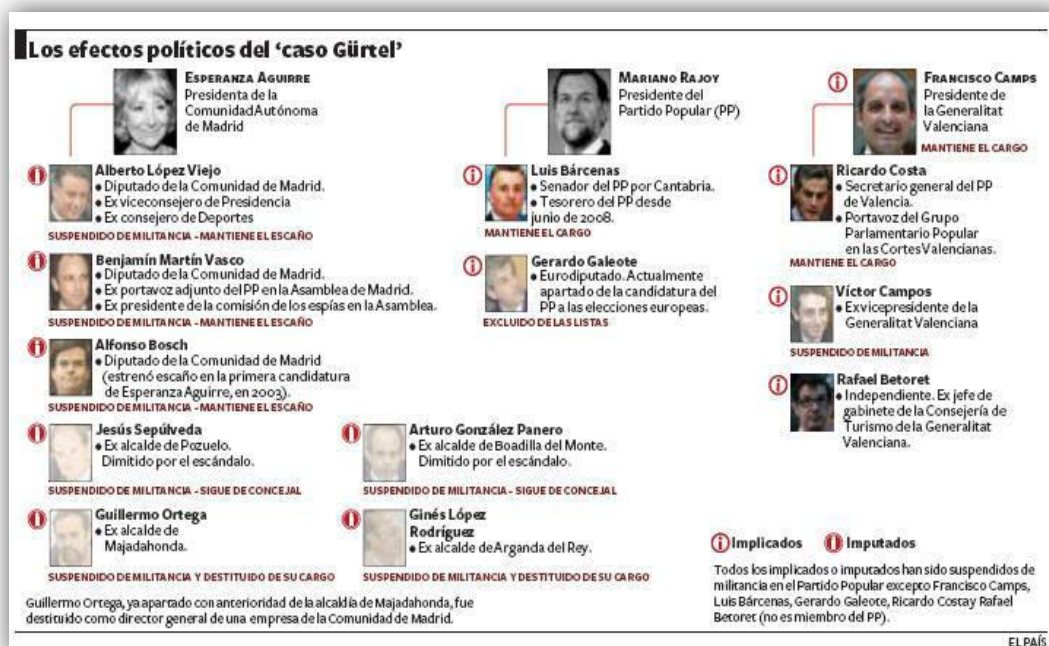 Los efectos políticos del ‘caso Gürtel’
ESPERANZA AGUIRRE
Presidenta de la
ComunidadAutónoma
de Madrid
Alberto López Viejo
• Diputado de la Comunidad de Madrid.
• Ex viceconsejero de Presidencia
• Ex consejero de Deportes
SUSPENDIDO DE MILITANCIA - MANTIENE EL ESCAÑO
Benjamín Martín Vasco
• Diputado de la Comunidad de Madrid.
• Ex portavoz adjunto del PP en la Asamblea de Madrid.
• Ex presidente de la comisión de los espías en la Asamblea.
SUSPENDIDO DE MILITANCIA - MANTIENE EL ESCAÑO
Alfonso Bosch
• Diputado de la Comunidad de Madrid
(estrenó escaño en la primera candidatura
de Esperanza Aguirre, en 2003).
SUSPENDIDO DE MILITANCIA - MANTIENE EL ESCAÑO
Jesús Sepúlveda
• Ex alcalde de Pozuelo.
Dimitido por el escándalo.
SUSPENDIDO DE MILITANCIA - SIGUE DE CONCEJAL
Arturo González Panero
• Ex alcalde de Boadilla del Monte.
Dimitido por el escándalo.
SUSPENDIDO DE MILITANCIA - SIGUE DE CONCEJAL
Guillermo Ortega
• Ex alcalde de
Majadahonda.
SUSPENDIDO DE MILITANCIA Y DESTITUIDO DE SU CARGO
Ginés López
Rodríguez
• Ex alcalde de Arganda del Rey.
SUSPENDIDO DE MILITANCIA Y DESTITUIDO DE SU CARGO
Guillermo Ortega, ya apartado con anterioridad de la alcaldía de Majadahonda, fue
destituido como director general de una empresa de la Comunidad de Madrid.
MARIANO RAJOY
Presidente del
Partido Popular (PP)
Luis Bárcenas
• Senador del PP por Cantabria.
• Tesorero del PP desde
junio de 2008.
MANTIENE EL CARGO
Gerardo Galeote
• Eurodiputado. Actualmente
apartado de la candidatura del
PP a las elecciones europeas.
EXCLUIDO DE LAS LISTAS
FRANCISCO CAMPS
Presidente de
la Generalitat
Valenciana
MANTIENE EL CARGO
Ricardo Costa
• Secretario general del PP
de Valencia.
• Portavoz del Grupo
Parlamentario Popular
en las Cortes Valencianas.
MANTIENE EL CARGO
Víctor Campos
• Ex vicepresidente de la
Generalitat Valenciana
SUSPENDIDO DE MILITANCIA
Rafael Betoret
• Independiente. Ex jefe de
gabinete de la Consejería de
Turismo de la Generalitat
Valenciana.
Implicados Imputados
Todos los implicados o imputados han sido suspendidos de
militancia en el Partido Popular excepto Francisco Camps,
Luis Bárcenas, Gerardo Galeote, Ricardo Costa y Rafael
Betoret (no es miembro del PP).
EL PAÍS